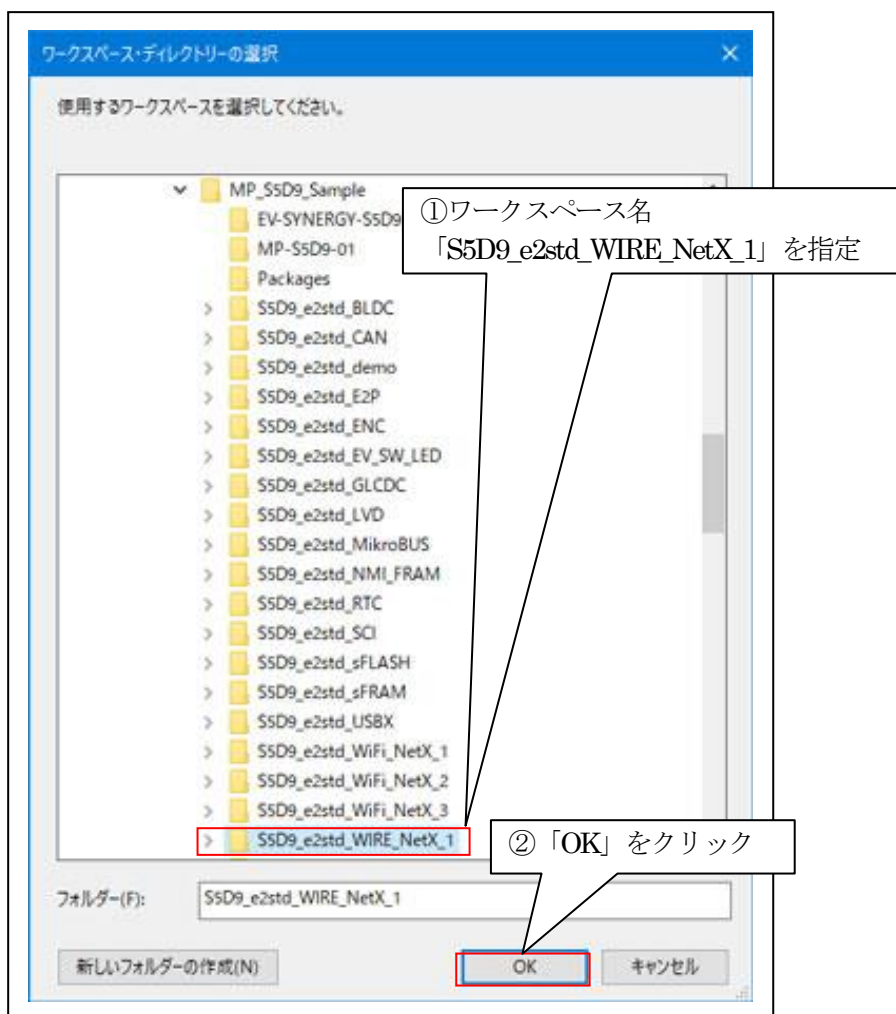 ワークスペース・ディレクトリーの選択
使用するワークスペースを選択してください。
MP_S5D9_Sample
EV-SYNERGY-S5D9
MP-S5D9-01
Packages
S5D9_e2std_BLDC
S5D9_e2std_CAN
S5D9_e2std_demo
S5D9_e2std_E2P
S5D9_e2std_ENC
S5D9_e2std_EV_SW_LED
S5D9_e2std_GLCDC
S5D9_e2std_LVD
S5D9_e2std_MikroBUS
S5D9_e2std_NMI_FRAM
S5D9_e2std_RTC
S5D9_e2std_SCI
S5D9_e2std_sFLASH
S5D9_e2std_sFRAM
S5D9_e2std_USBX
S5D9_e2std_WiFi_NetX_1
S5D9_e2std_WiFi_NetX_2
S5D9_e2std_WiFi_NetX_3
S5D9_e2std_WIRE_NetX_1
①ワークスペース名
「S5D9_e2std_WIRE_NetX_1」を指定
②「OK」をクリック
フォルダー(F): S5D9_e2std_WIRE_NetX_1
新しいフォルダーの作成(N) OK キャンセル